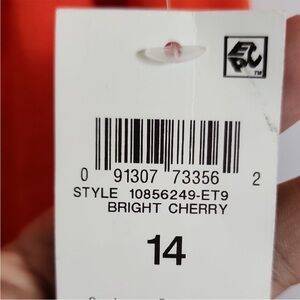 0 91307 73356 2
STYLE 10856249-ET9
BRIGHT CHERRY
14